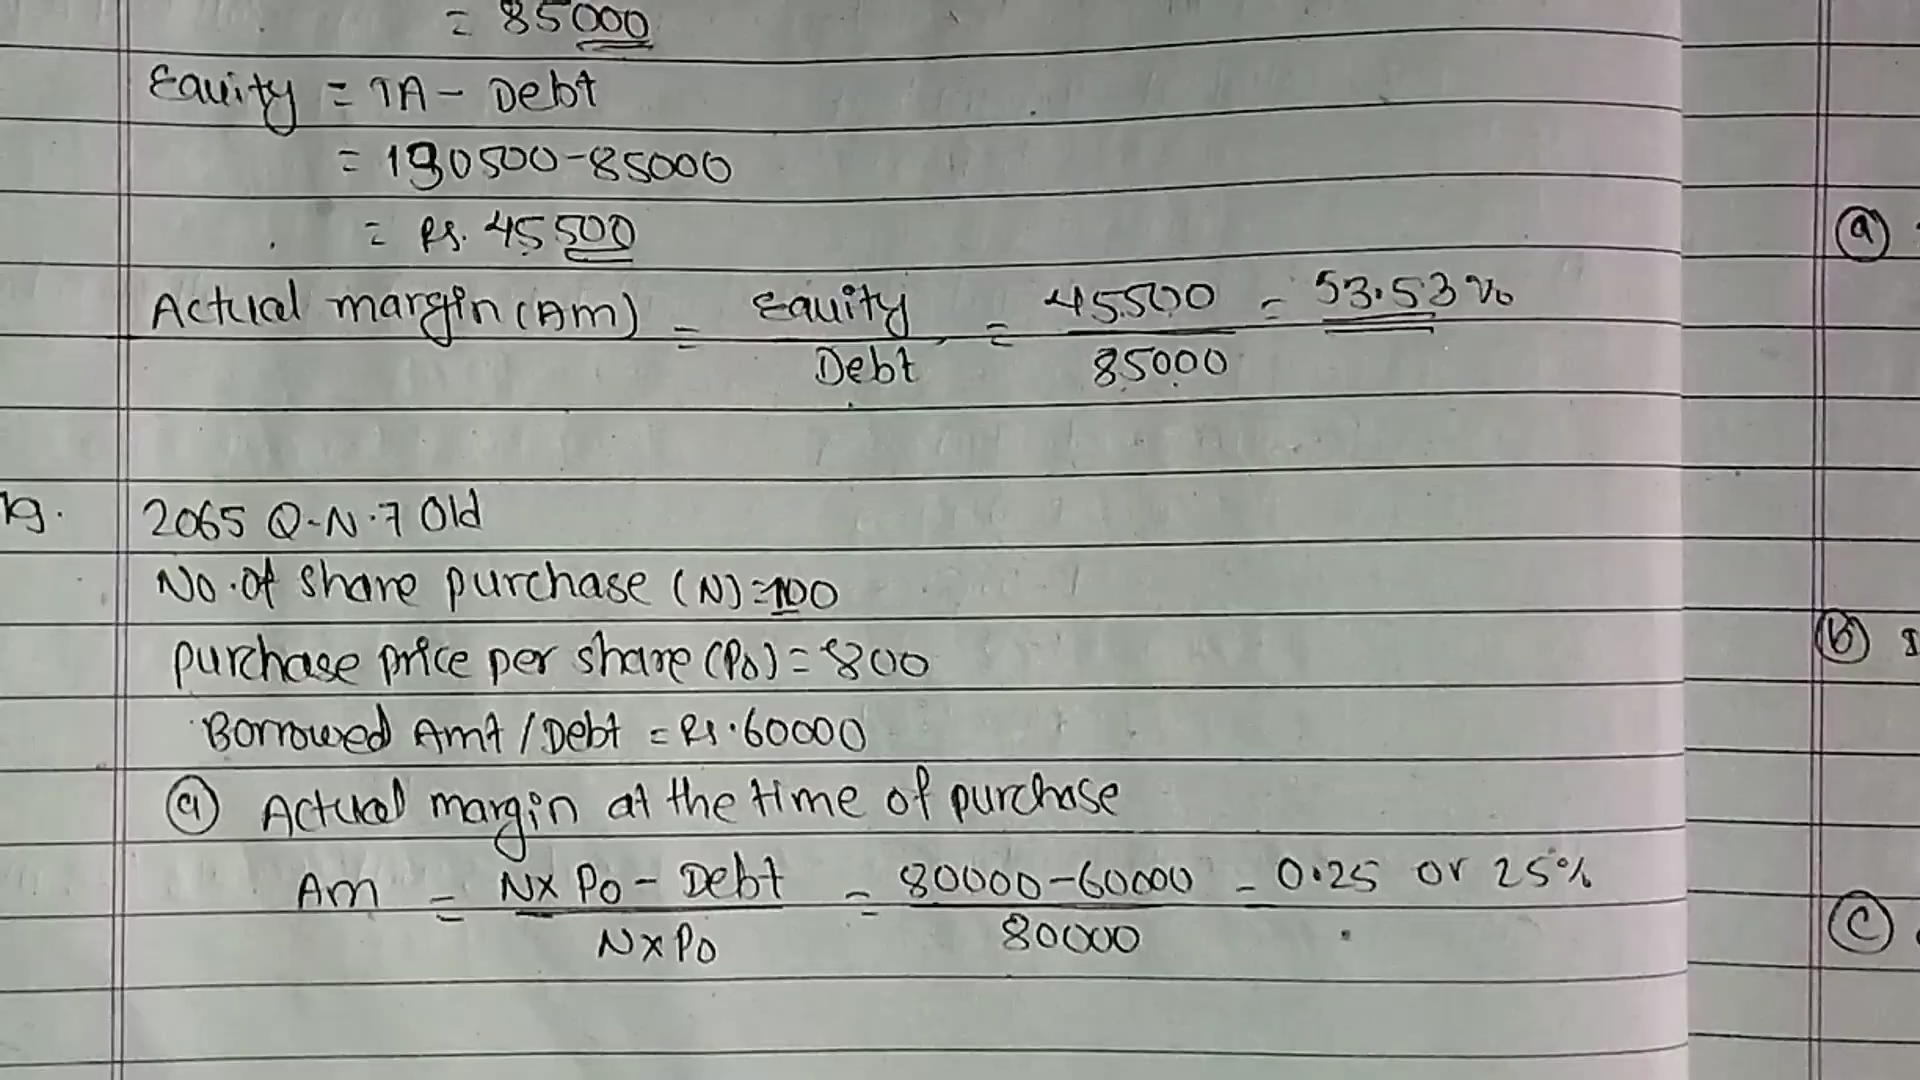 = 85000
Equity = TA - Debt
= 130500-85000
= Rs. 45500
Actual margin (Am) = Equity / Debt = 45500 / 85000 = 53.53%
19. 2065 Q.N.7 Old
No. of share purchase (N) = 100
purchase price per share (P0) = 800
Borrowed Amt / Debt = Rs. 60000
(a) Actual margin at the time of purchase
Am = N x P0 - Debt / N x P0 = 80000-60000 / 80000 = 0.25 or 25%
(a)
(b)
(c)